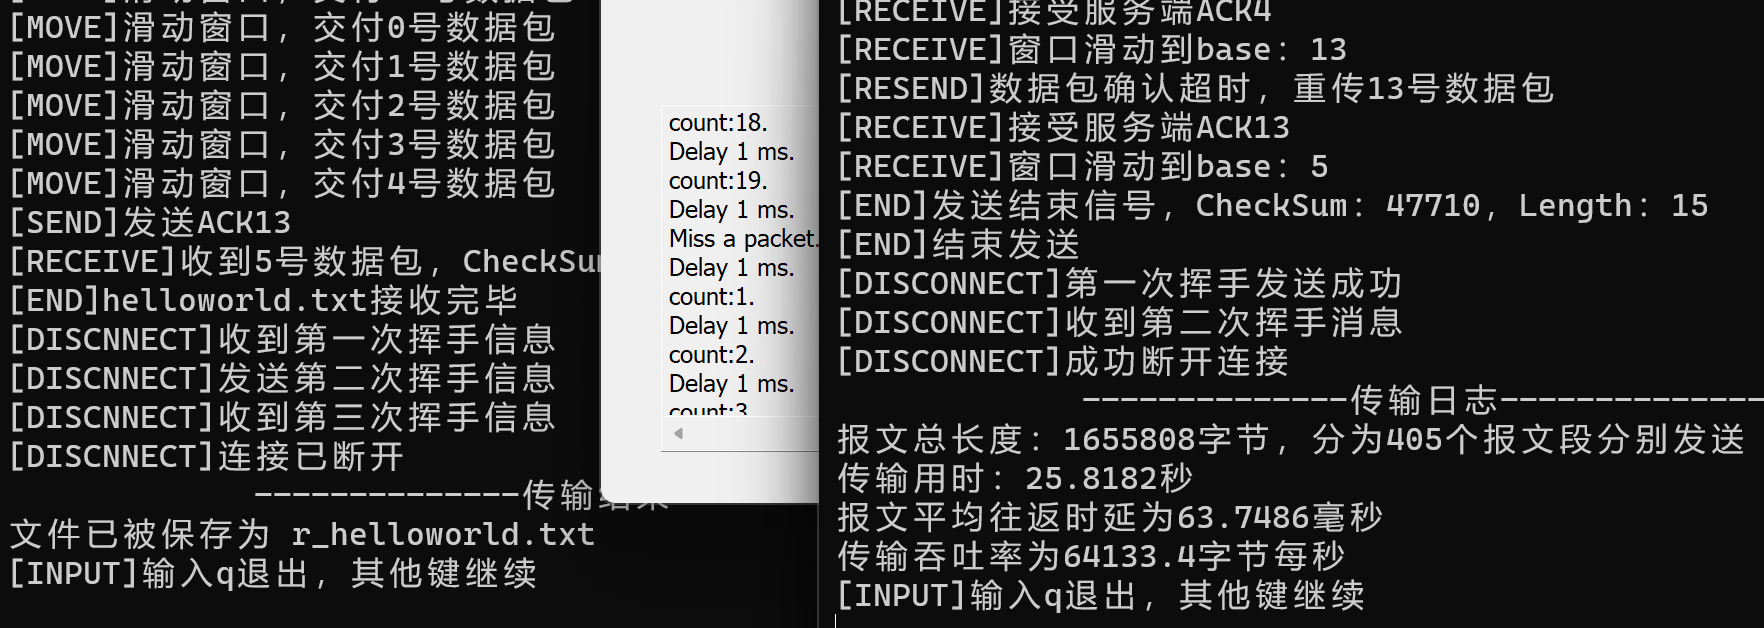 [MOVE]滑动窗口, 交付0号数据包
[MOVE]滑动窗口, 交付1号数据包
[MOVE]滑动窗口, 交付2号数据包
[MOVE]滑动窗口, 交付3号数据包
[MOVE]滑动窗口, 交付4号数据包
[SEND]发送ACK13
[RECEIVE]收到5号数据包, CheckSum
[END]helloworld.txt接收完毕
[DISCNNECT]收到第一次挥手信息
[DISCNNECT]发送第二次挥手信息
[DISCNNECT]收到第三次挥手信息
[DISCNNECT]连接已断开
--------------传输结果
文件已被保存为 r_helloworld.txt
[INPUT]输入q退出, 其他键继续
count:18.
Delay 1 ms.
count:19.
Delay 1 ms.
Miss a packet.
Delay 1 ms.
count:1.
Delay 1 ms.
count:2.
Delay 1 ms.
count:3
[RECEIVE]接受服务端ACK4
[RECEIVE]窗口滑动到base: 13
[RESEND]数据包确认超时, 重传13号数据包
[RECEIVE]接受服务端ACK13
[RECEIVE]窗口滑动到base: 5
[END]发送结束信号, CheckSum: 47710, Length: 15
[END]结束发送
[DISCONNECT]第一次挥手发送成功
[DISCONNECT]收到第二次挥手消息
[DISCONNECT]成功断开连接
--------------传输日志--------------
报文总长度: 1655808字节, 分为405个报文段分别发送
传输用时: 25.8182秒
报文平均往返时延为63.7486毫秒
传输吞吐率为64133.4字节每秒
[INPUT]输入q退出, 其他键继续